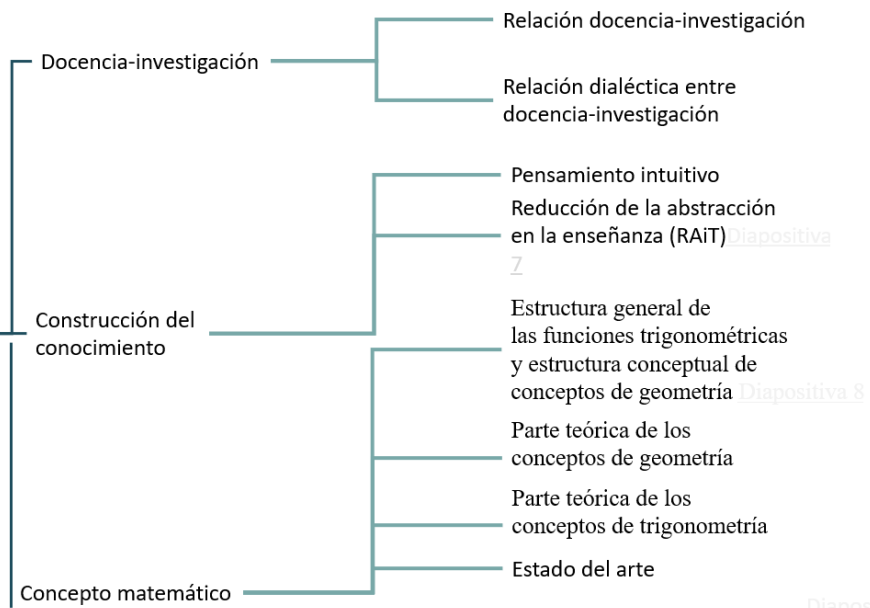 Relación docencia-investigación
Docencia-investigación
Relación dialéctica entre
docencia-investigación
Pensamiento intuitivo
Reducción de la abstracción
en la enseñanza (RAiT)Diapositiva
7
Construcción del
conocimiento
Estructura general de
las funciones trigonométricas
y estructura conceptual de
conceptos de geometría Diapositiva 8
Parte teórica de los
conceptos de geometría
Parte teórica de los
conceptos de trigonometría
Estado del arte
Concepto matemático